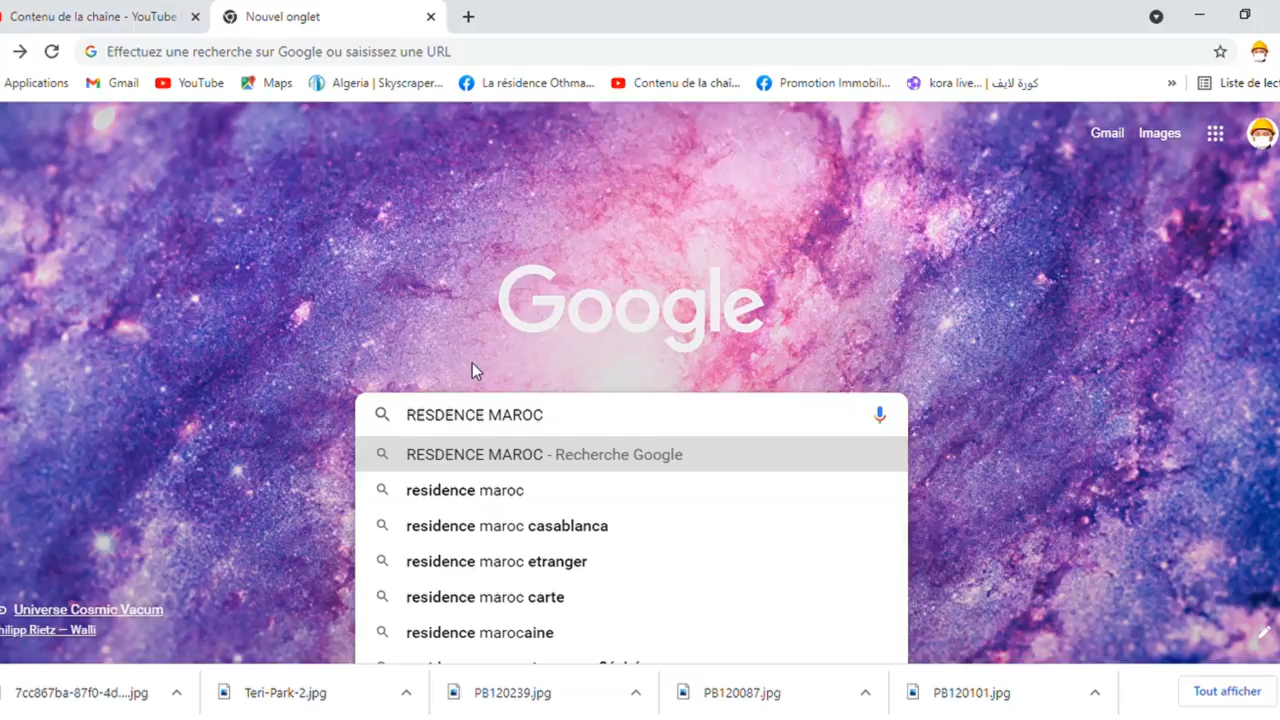 Contenu de la chaîne - YouTube
Nouvel onglet
Effectuez une recherche sur Google ou saisissez une URL
Applications
Gmail
YouTube
Maps
Algeria | Skyscraper...
La résidence Othma...
Contenu de la chaî...
Promotion Immobil...
kora live... | كورة لايف
»
Liste de lect
Gmail
Images
Google
RESDENCE MAROC
RESDENCE MAROC - Recherche Google
residence maroc
residence maroc casablanca
residence maroc etranger
residence maroc carte
residence marocaine
Universe Cosmic Vacum
hilipp Rietz — Walli
7cc867ba-87f0-4d....jpg
Teri-Park-2.jpg
PB120239.jpg
PB120087.jpg
PB120101.jpg
Tout afficher